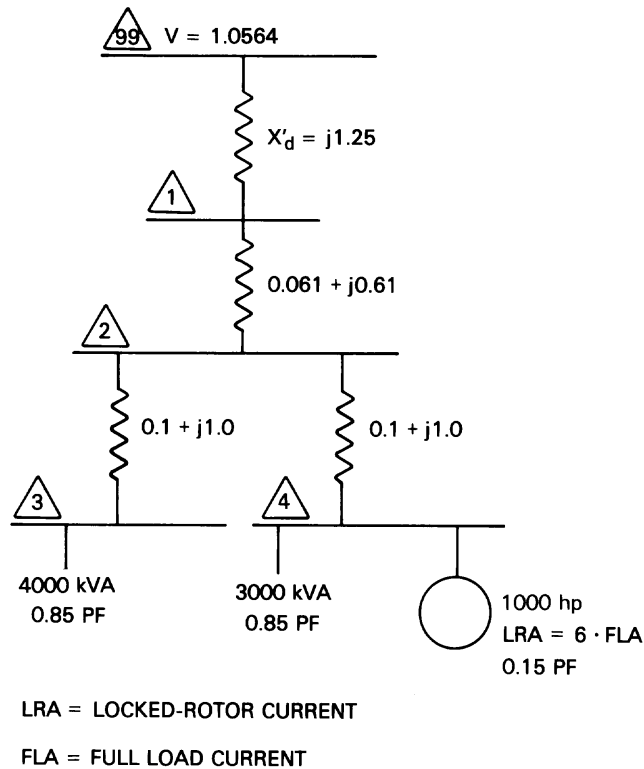 99 V = 1.0564
X'd = j1.25
1
0.061 + j0.61
2
0.1 + j1.0
0.1 + j1.0
3
4
4000 kVA
0.85 PF
3000 kVA
0.85 PF
1000 hp
LRA = 6 · FLA
0.15 PF
LRA = LOCKED-ROTOR CURRENT
FLA = FULL LOAD CURRENT